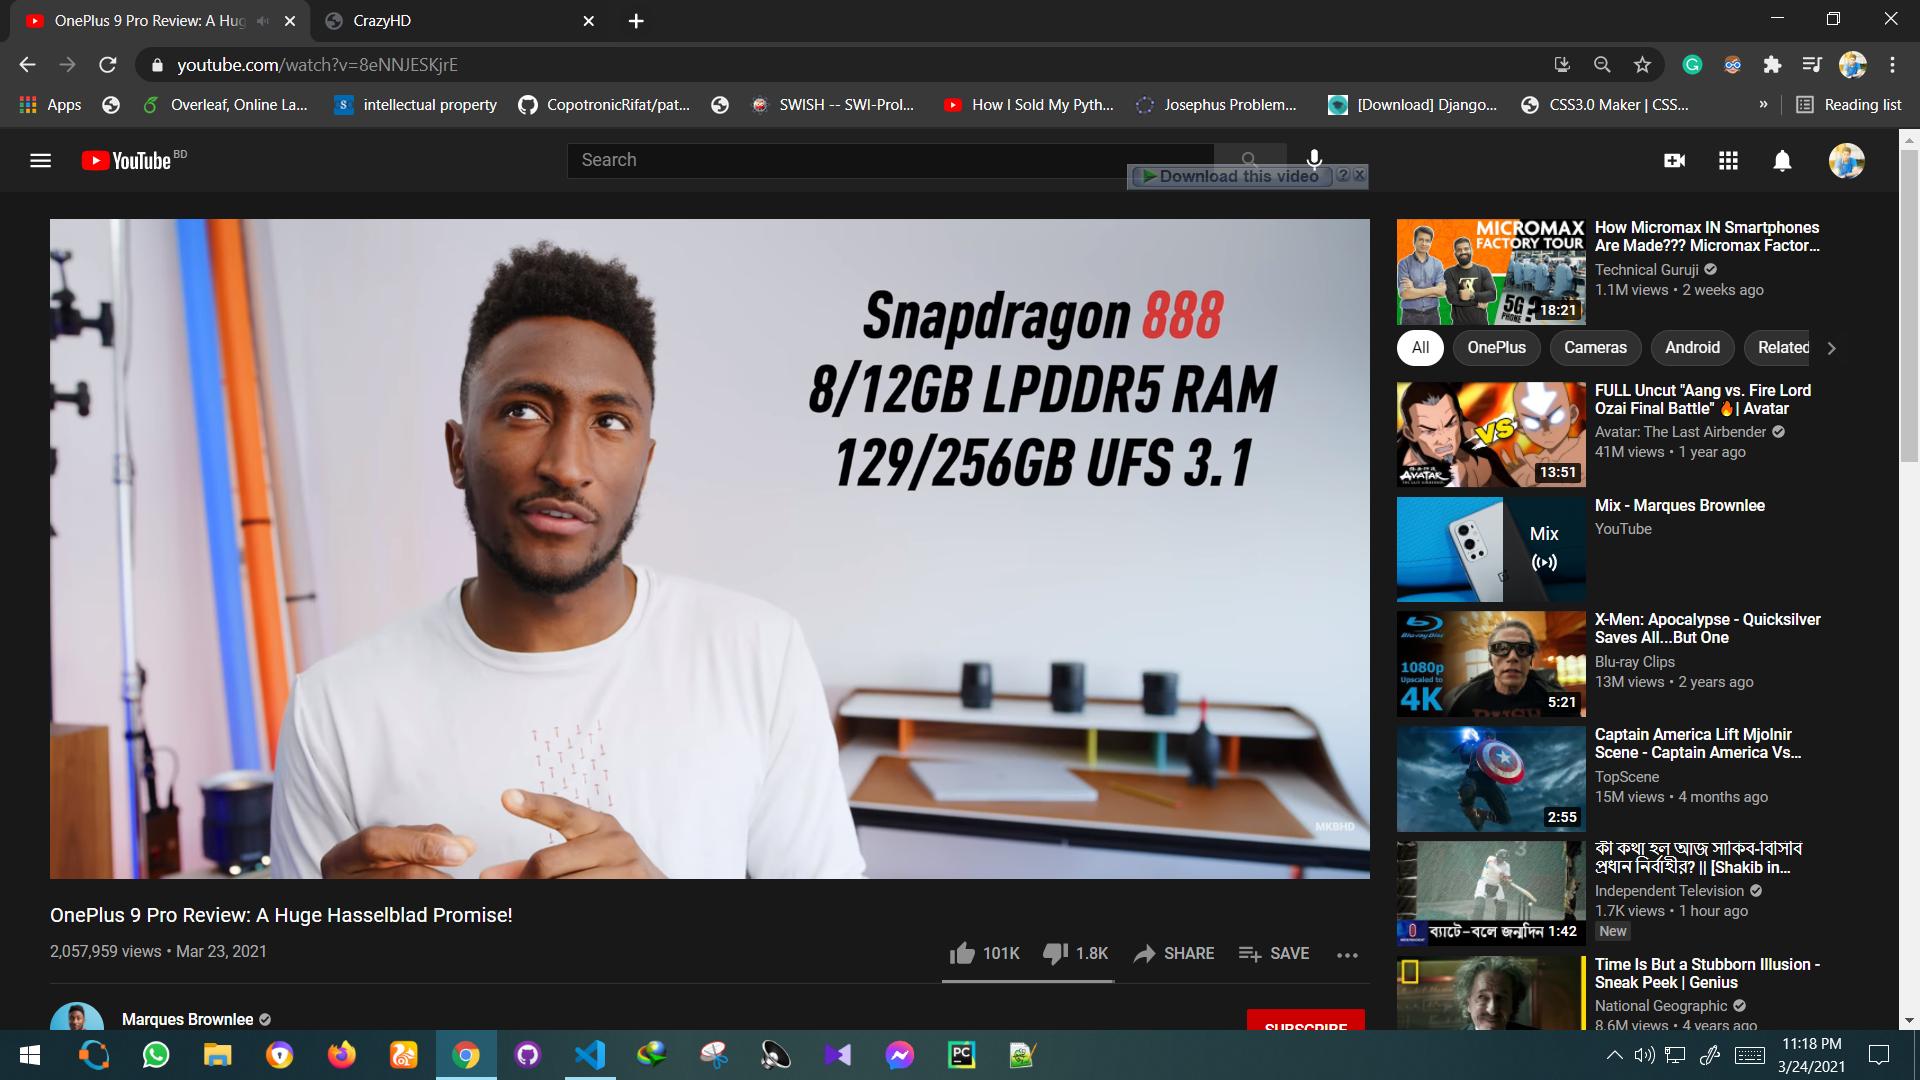 OnePlus 9 Pro Review: A Hug
CrazyHD
youtube.com/watch?v=8eNNJESKjrE
Apps
Overleaf, Online La...
intellectual property
CopotronicRifat/pat...
SWISH -- SWI-Prol...
How I Sold My Pyth...
Josephus Problem...
[Download] Django...
CSS3.0 Maker | CSS...
»
Reading list
YouTube BD
Search
Download this video
Snapdragon 888
8/12GB LPDDR5 RAM
129/256GB UFS 3.1
MKBHD
OnePlus 9 Pro Review: A Huge Hasselblad Promise!
2,057,959 views • Mar 23, 2021
101K
1.8K
SHARE
SAVE
Marques Brownlee
SUBSCRIBE
MICROMAX
FACTORY TOUR
5G ?
PHONE
18:21
How Micromax IN Smartphones
Are Made??? Micromax Factor...
Technical Guruji
1.1M views • 2 weeks ago
All
OnePlus
Cameras
Android
Related
VS
AVATAR
13:51
FULL Uncut "Aang vs. Fire Lord
Ozai Final Battle" 🔥| Avatar
Avatar: The Last Airbender
41M views • 1 year ago
Mix
Mix - Marques Brownlee
YouTube
Blu-ray Disc
1080p
Upscaled to
4K
RUSH
5:21
X-Men: Apocalypse - Quicksilver
Saves All...But One
Blu-ray Clips
13M views • 2 years ago
2:55
Captain America Lift Mjolnir
Scene - Captain America Vs...
TopScene
15M views • 4 months ago
ব্যাটে-বলে জন্মদিন 1:42
কী কথা হল আজ সাকিব-বিসিবি
প্রধান নির্বাহীর? || [Shakib in...
Independent Television
1.7K views • 1 hour ago
New
Time Is But a Stubborn Illusion -
Sneak Peek | Genius
National Geographic
8.6M views • 4 years ago
PC
11:18 PM
3/24/2021